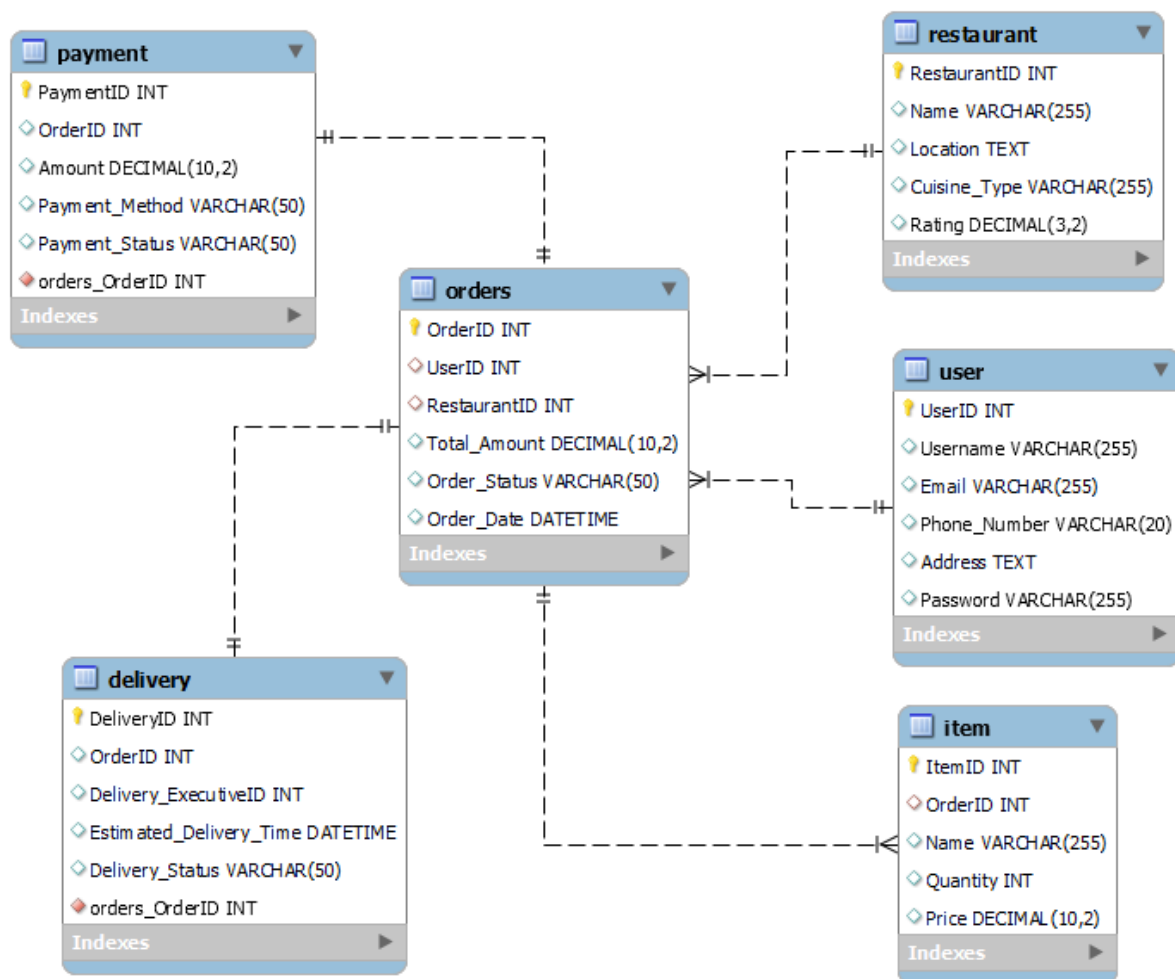 payment
PaymentID INT
OrderID INT
Amount DECIMAL(10,2)
Payment_Method VARCHAR(50)
Payment_Status VARCHAR(50)
orders_OrderID INT
Indexes
restaurant
RestaurantID INT
Name VARCHAR(255)
Location TEXT
Cuisine_Type VARCHAR(255)
Rating DECIMAL(3,2)
Indexes
orders
OrderID INT
UserID INT
RestaurantID INT
Total_Amount DECIMAL(10,2)
Order_Status VARCHAR(50)
Order_Date DATETIME
Indexes
user
UserID INT
Username VARCHAR(255)
Email VARCHAR(255)
Phone_Number VARCHAR(20)
Address TEXT
Password VARCHAR(255)
Indexes
delivery
DeliveryID INT
OrderID INT
Delivery_ExecutiveID INT
Estimated_Delivery_Time DATETIME
Delivery_Status VARCHAR(50)
orders_OrderID INT
Indexes
item
ItemID INT
OrderID INT
Name VARCHAR(255)
Quantity INT
Price DECIMAL(10,2)
Indexes